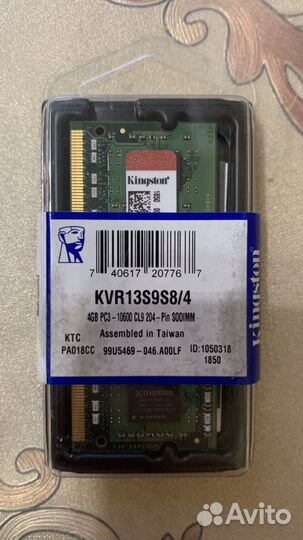 Kingston
7 40617 20776 7
KVR13S9S8/4
4GB PC3-10600 CL9 204-Pin SODIMM
Assembled in Taiwan
KTC
PA018CC 99U5469-046.A00LF ID:1050318
1850
Kingston
Kingston
Avito